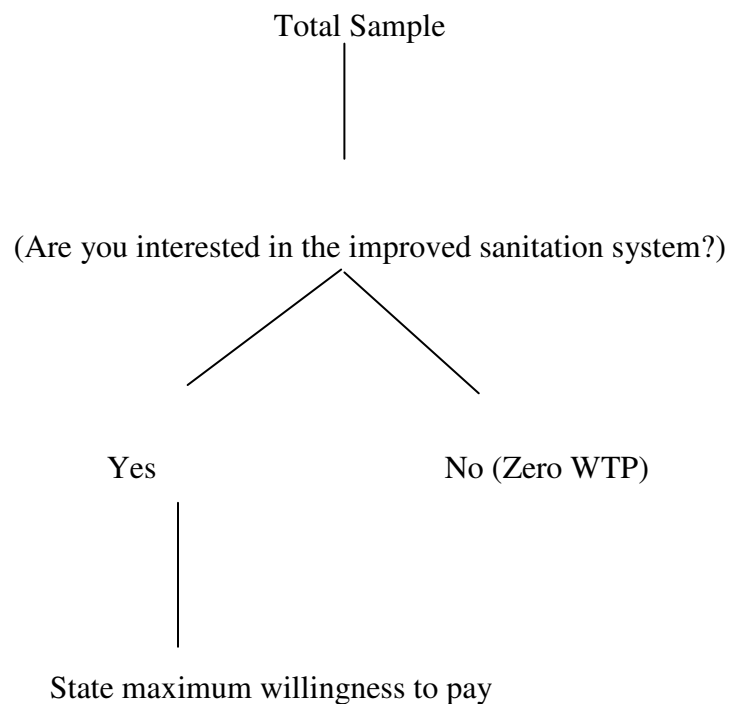 Total Sample
(Are you interested in the improved sanitation system?)
Yes
No (Zero WTP)
State maximum willingness to pay